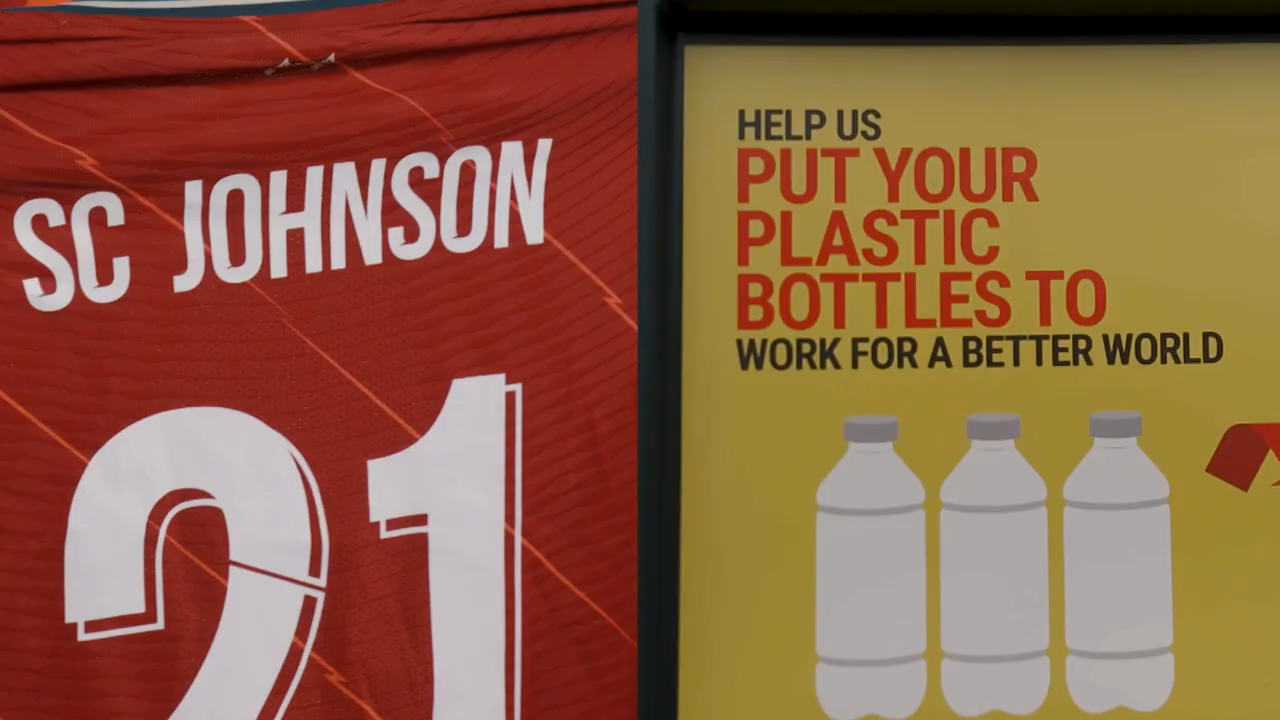 SC JOHNSON
21
HELP US
PUT YOUR
PLASTIC
BOTTLES TO
WORK FOR A BETTER WORLD